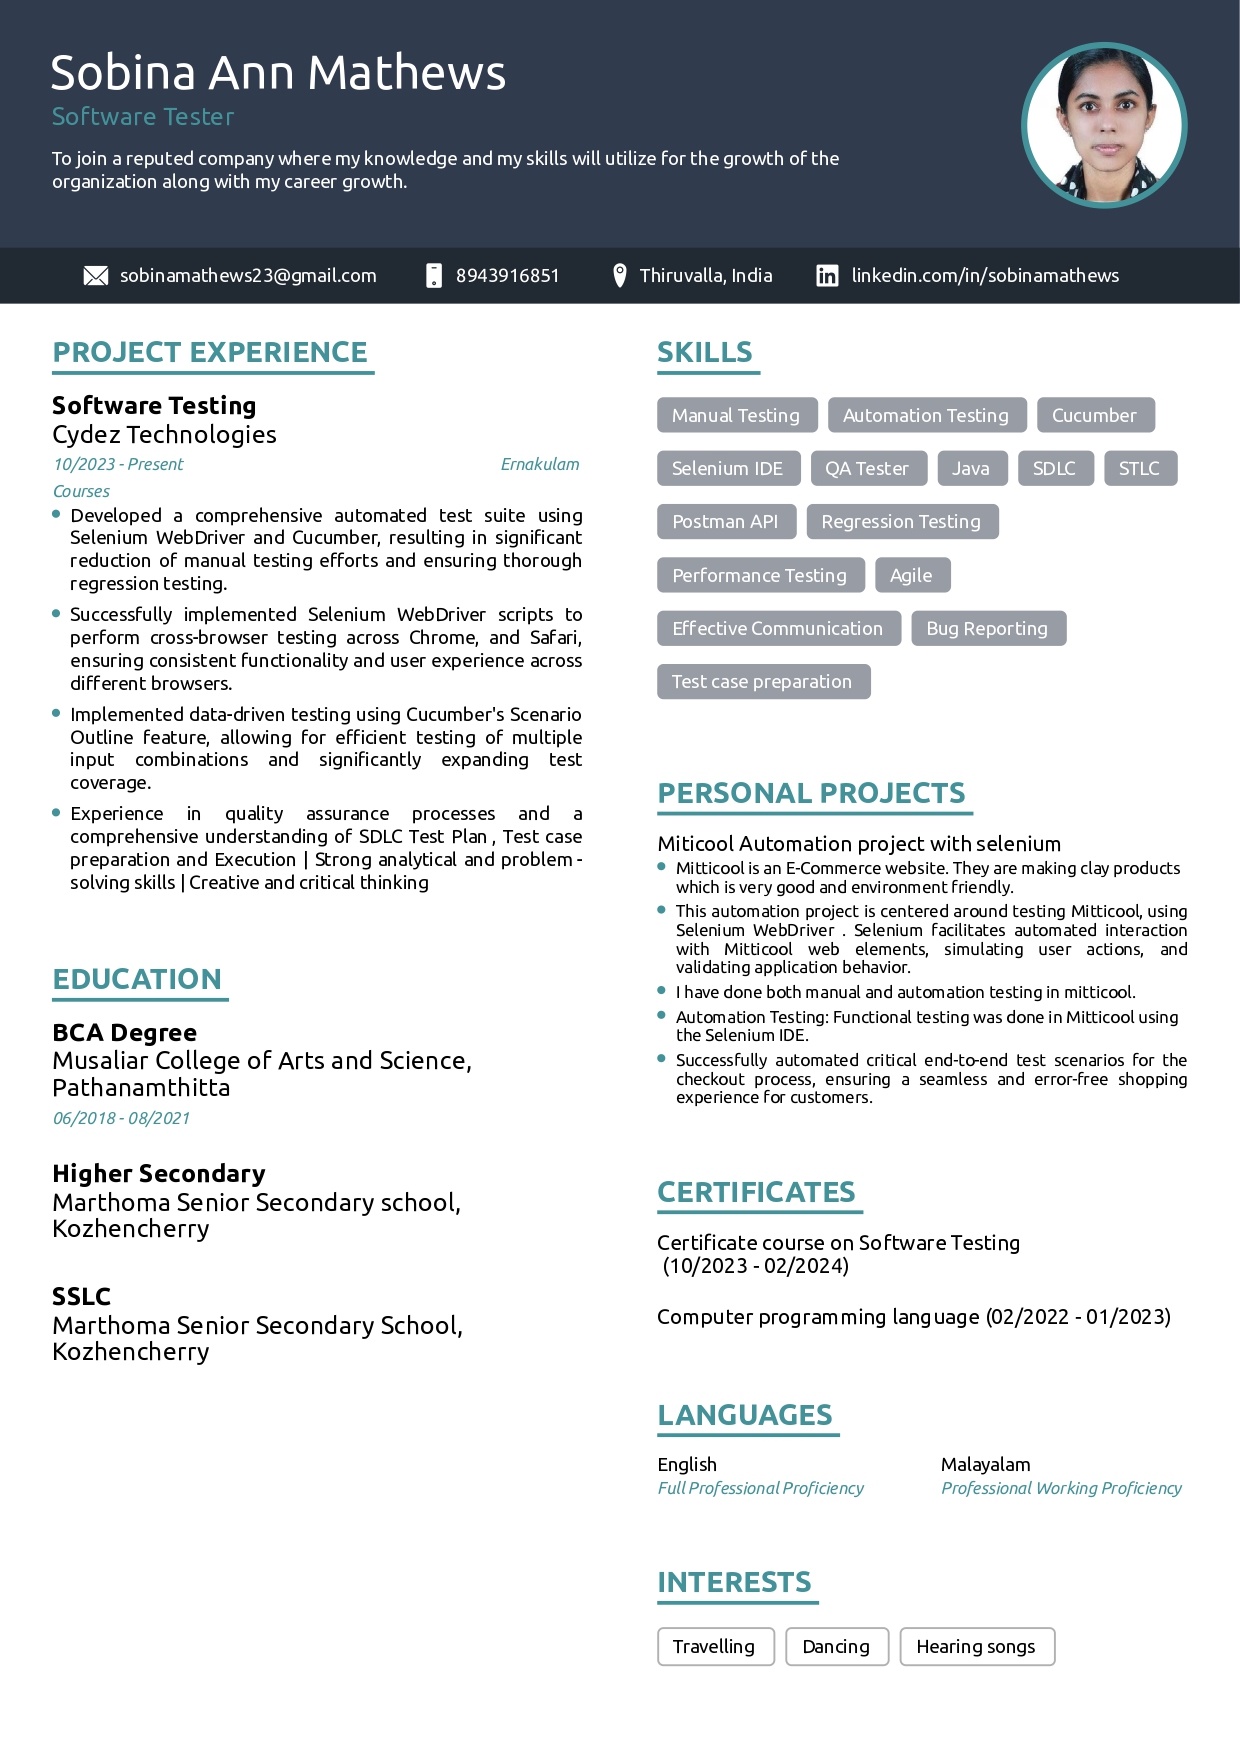 Sobina Ann Mathews
Software Tester
To join a reputed company where my knowledge and my skills will utilize for the growth of the
organization along with my career growth.
sobinamathews23@gmail.com
8943916851
Thiruvalla, India
linkedin.com/in/sobinamathews
PROJECT EXPERIENCE
Software Testing
Cydez Technologies
10/2023 - Present
Ernakulam
Courses
Developed a comprehensive automated test suite using
Selenium WebDriver and Cucumber, resulting in significant
reduction of manual testing efforts and ensuring thorough
regression testing.
Successfully implemented Selenium WebDriver scripts to
perform cross-browser testing across Chrome, and Safari,
ensuring consistent functionality and user experience across
different browsers.
Implemented data-driven testing using Cucumber's Scenario
Outline feature, allowing for efficient testing of multiple
input combinations and significantly expanding test
coverage.
Experience in quality assurance processes and a
comprehensive understanding of SDLC Test Plan , Test case
preparation and Execution | Strong analytical and problem -
solving skills | Creative and critical thinking
EDUCATION
BCA Degree
Musaliar College of Arts and Science,
Pathanamthitta
06/2018 - 08/2021
Higher Secondary
Marthoma Senior Secondary school,
Kozhencherry
SSLC
Marthoma Senior Secondary School,
Kozhencherry
SKILLS
Manual Testing Automation Testing Cucumber
Selenium IDE QA Tester Java SDLC STLC
Postman API Regression Testing
Performance Testing Agile
Effective Communication Bug Reporting
Test case preparation
PERSONAL PROJECTS
Miticool Automation project with selenium
Mitticool is an E-Commerce website. They are making clay products
which is very good and environment friendly.
This automation project is centered around testing Mitticool, using
Selenium WebDriver . Selenium facilitates automated interaction
with Mitticool web elements, simulating user actions, and
validating application behavior.
I have done both manual and automation testing in mitticool.
Automation Testing: Functional testing was done in Mitticool using
the Selenium IDE.
Successfully automated critical end-to-end test scenarios for the
checkout process, ensuring a seamless and error-free shopping
experience for customers.
CERTIFICATES
Certificate course on Software Testing
(10/2023 - 02/2024)
Computer programming language (02/2022 - 01/2023)
LANGUAGES
English
Full Professional Proficiency
Malayalam
Professional Working Proficiency
INTERESTS
Travelling Dancing Hearing songs